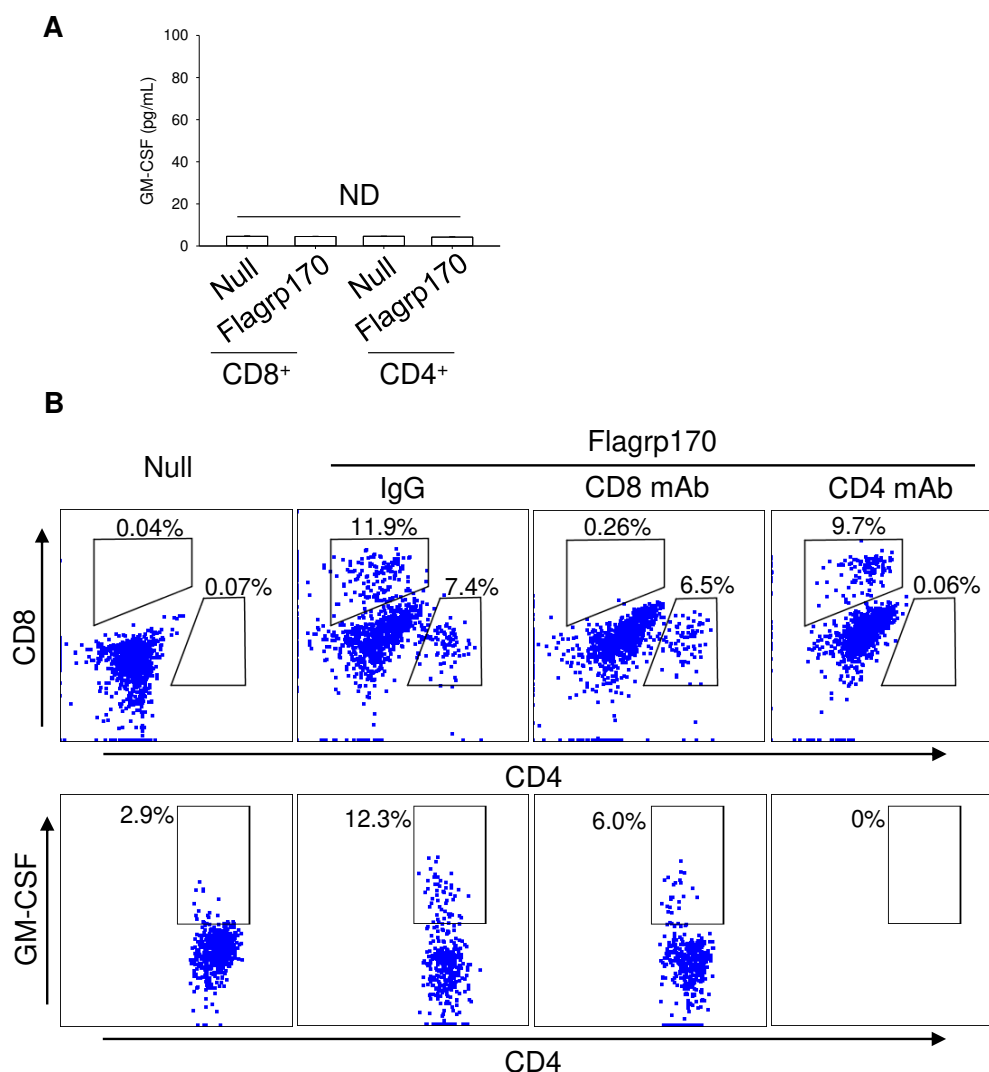 A
100
80
60
40
20
0
GM-CSF (pg/mL)
ND
Null
Flagrp170
Null
Flagrp170
CD8+
CD4+
B
Flagrp170
Null
IgG
CD8 mAb
CD4 mAb
0.04%
0.07%
11.9%
7.4%
0.26%
6.5%
9.7%
0.06%
CD8
CD4
2.9%
12.3%
6.0%
0%
GM-CSF
CD4